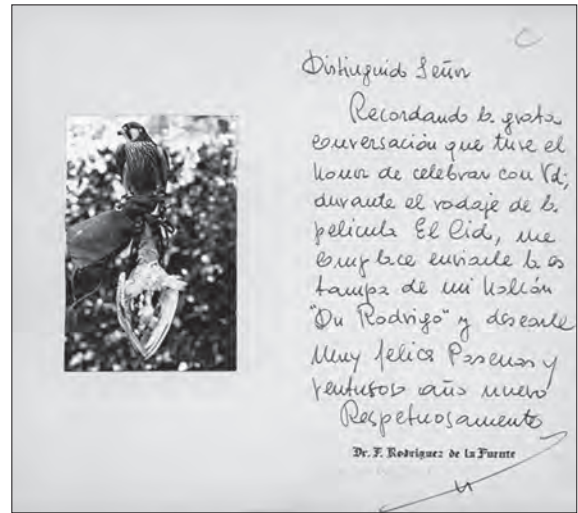 Distinguido Señor
Recordando la grata
conversación que tuve el
honor de celebrar con Vd;
durante el rodaje de la
película El Cid, me
complace enviarle la es
tampa de mi halcón
"Dn Rodrigo" y desearle
Muy felices Pascuas y
venturoso año nuevo
Respetuosamente
Dr. F. Rodriguez de la Fuente